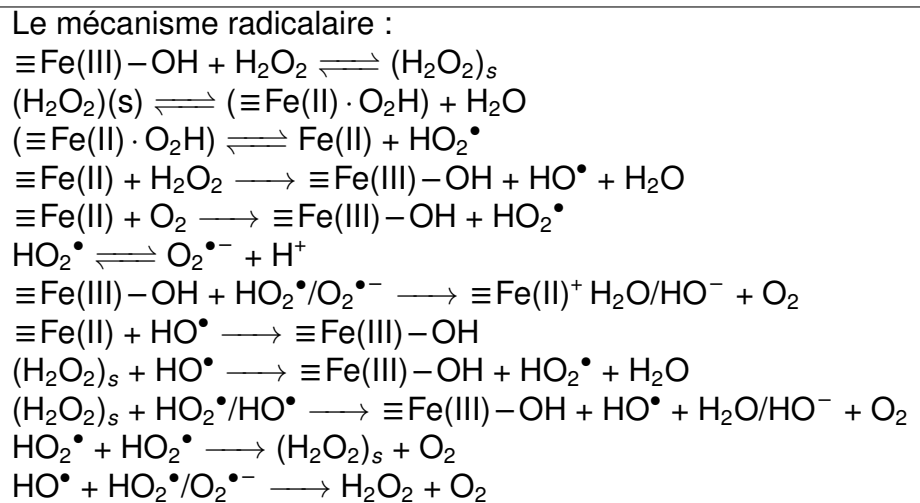 Le mécanisme radicalaire :
≡Fe(III)−OH + H₂O₂ ⇌ (H₂O₂)ₛ
(H₂O₂)(s) ⇌ (≡Fe(II)·O₂H) + H₂O
(≡Fe(II)·O₂H) ⇌ Fe(II) + HO₂•
≡Fe(II) + H₂O₂ ⟶ ≡Fe(III)−OH + HO• + H₂O
≡Fe(II) + O₂ ⟶ ≡Fe(III)−OH + HO₂•
HO₂• ⇌ O₂•⁻ + H⁺
≡Fe(III)−OH + HO₂•/O₂•⁻ ⟶ ≡Fe(II)⁺ H₂O/HO⁻ + O₂
≡Fe(II) + HO• ⟶ ≡Fe(III)−OH
(H₂O₂)ₛ + HO• ⟶ ≡Fe(III)−OH + HO₂• + H₂O
(H₂O₂)ₛ + HO₂•/HO• ⟶ ≡Fe(III)−OH + HO• + H₂O/HO⁻ + O₂
HO₂• + HO₂• ⟶ (H₂O₂)ₛ + O₂
HO• + HO₂•/O₂•⁻ ⟶ H₂O₂ + O₂